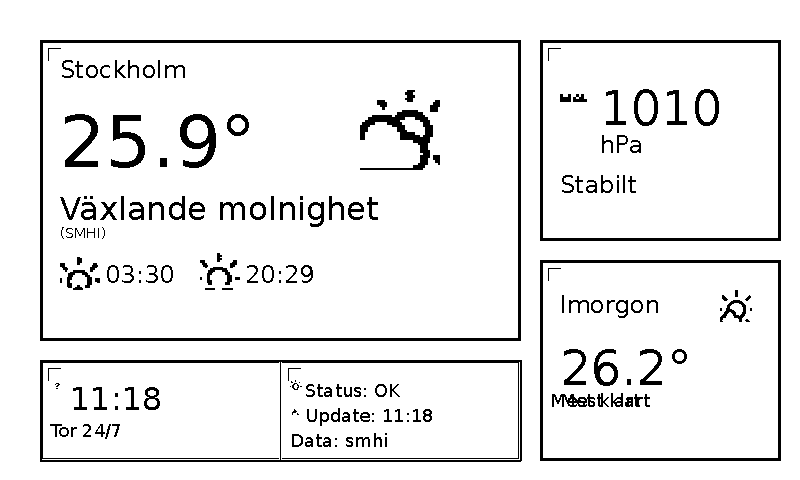 Stockholm
25.9°
Växlande molnighet
(SMHI)
03:30 20:29
1010
hPa
Stabilt
Imorgon
26.2°
Mest klart
? 11:18
Tor 24/7
Status: OK
Update: 11:18
Data: smhi